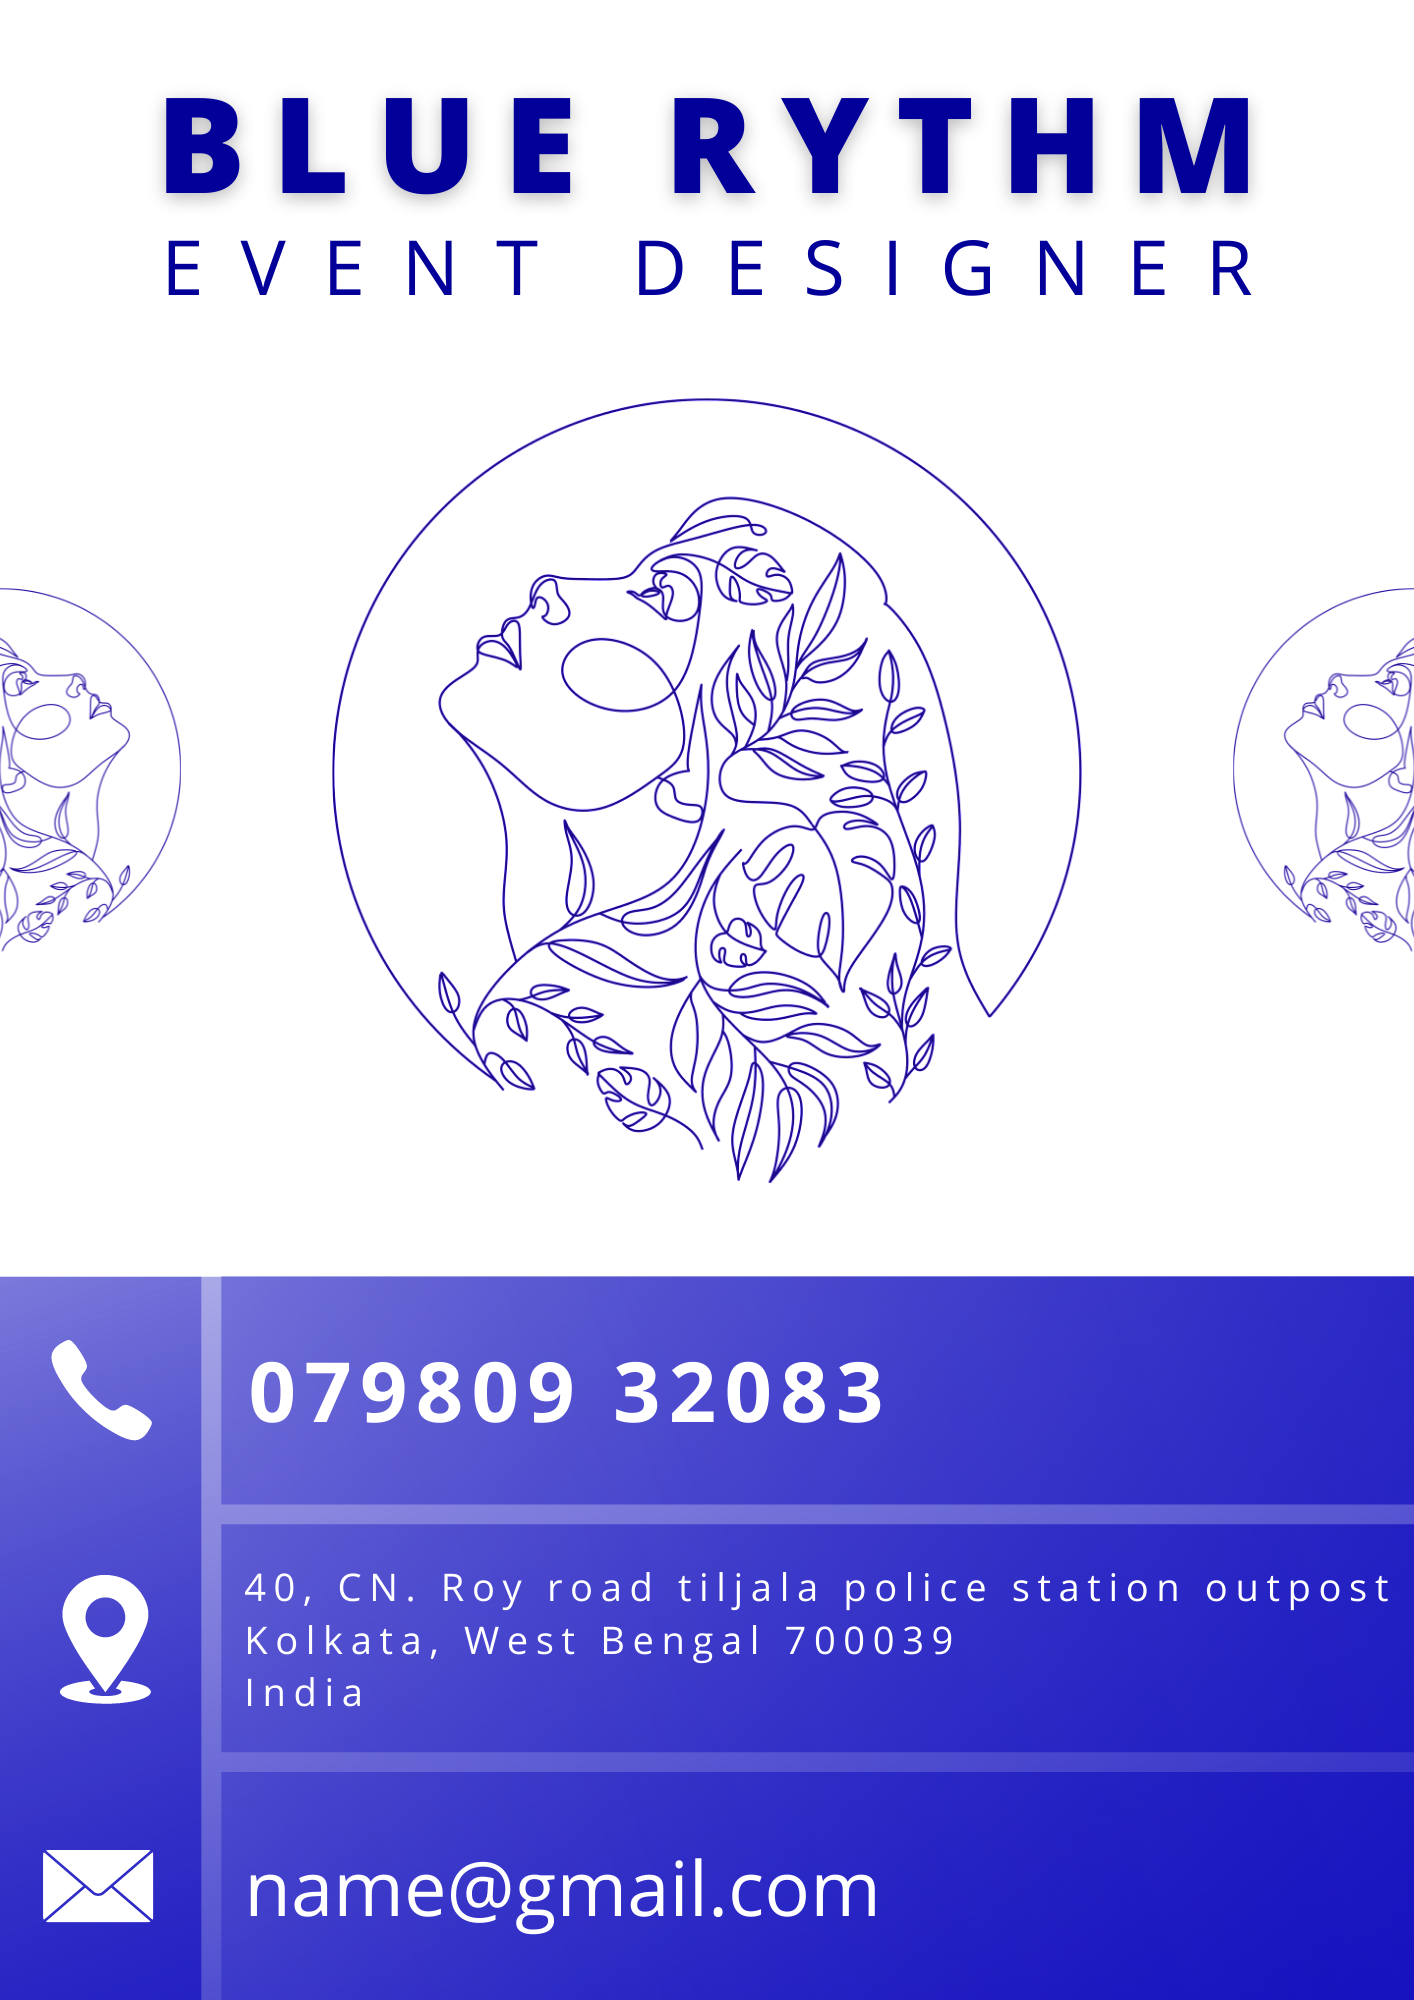 BLUE RYTHM
EVENT DESIGNER
079809 32083
40, CN. Roy road tiljala police station outpost
Kolkata, West Bengal 700039
India
name@gmail.com